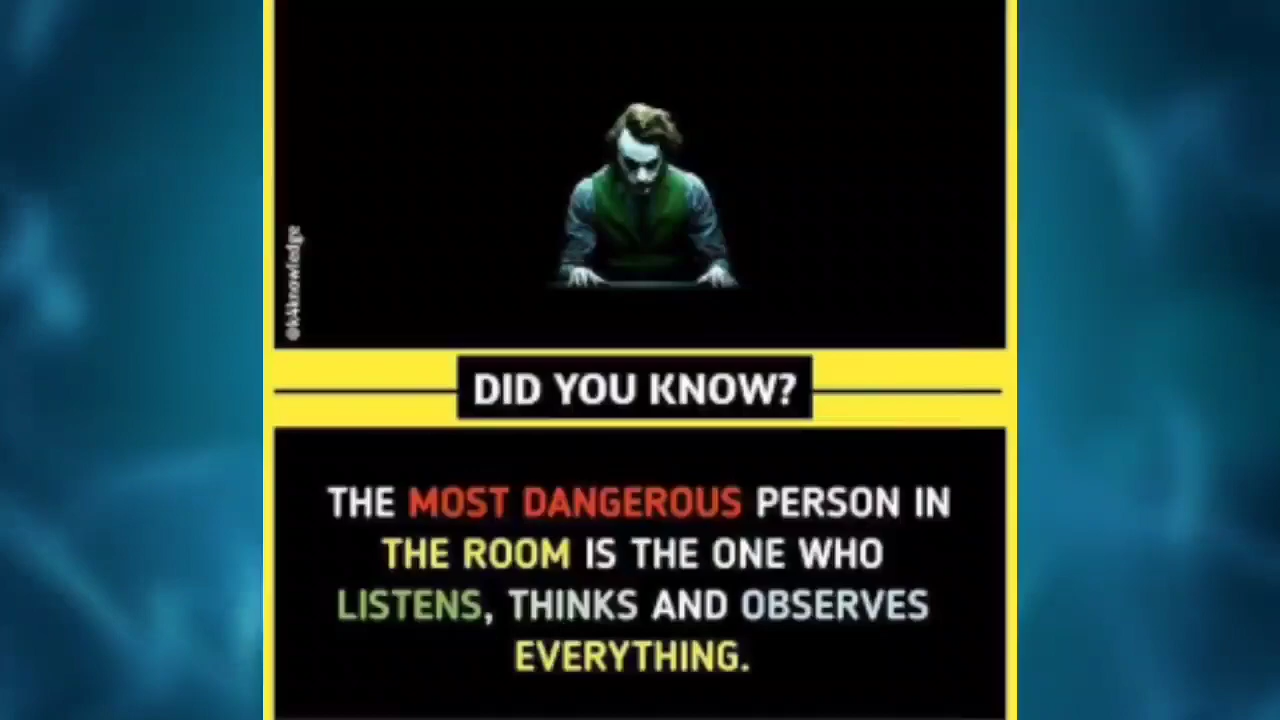 @k4knowledge
DID YOU KNOW?
THE MOST DANGEROUS PERSON IN
THE ROOM IS THE ONE WHO
LISTENS, THINKS AND OBSERVES
EVERYTHING.